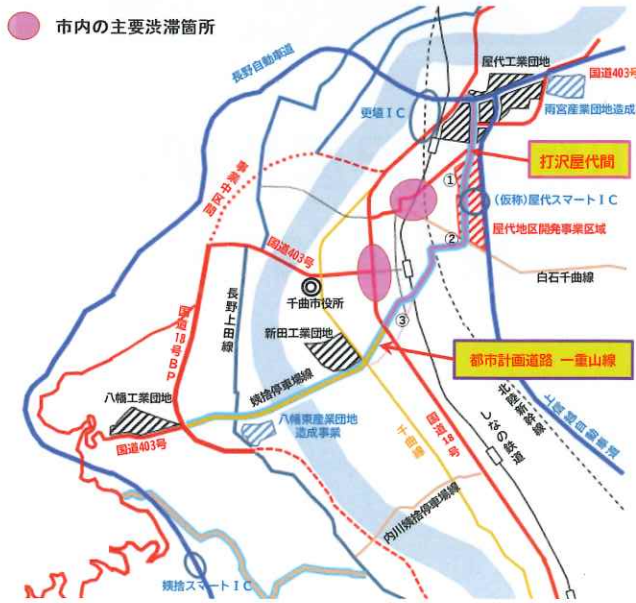 市内の主要渋滞箇所
長野自動車道
屋代工業団地
国道403号
雨宮産業団地造成
更埴IC
打沢屋代間
①
(仮称)屋代スマートIC
事業中区間
屋代地区開発事業区域
②
国道403号
白石千曲線
千曲市役所
長野上田線
国道18号BP
新田工業団地
③
都市計画道路 一重山線
姨捨停車場線
八幡工業団地
国道403号
八幡東産業団地
造成事業
千曲線
国道18号
しなの鉄道
北陸新幹線
上信越自動車道
内川姨捨停車場線
姨捨スマートIC